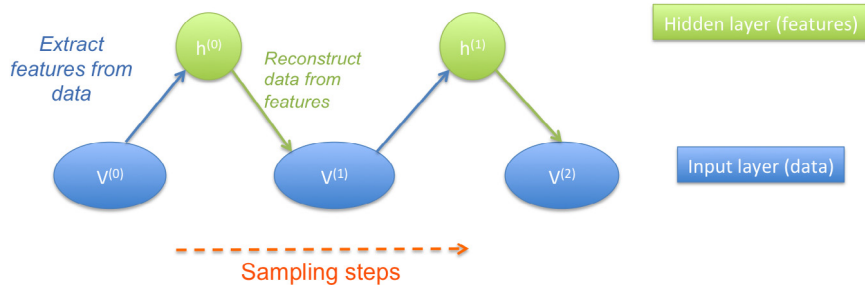 Extract
features from
data
h⁽⁰⁾
Reconstruct
data from
features
h⁽¹⁾
Hidden layer (features)
V⁽⁰⁾
V⁽¹⁾
V⁽²⁾
Input layer (data)
Sampling steps